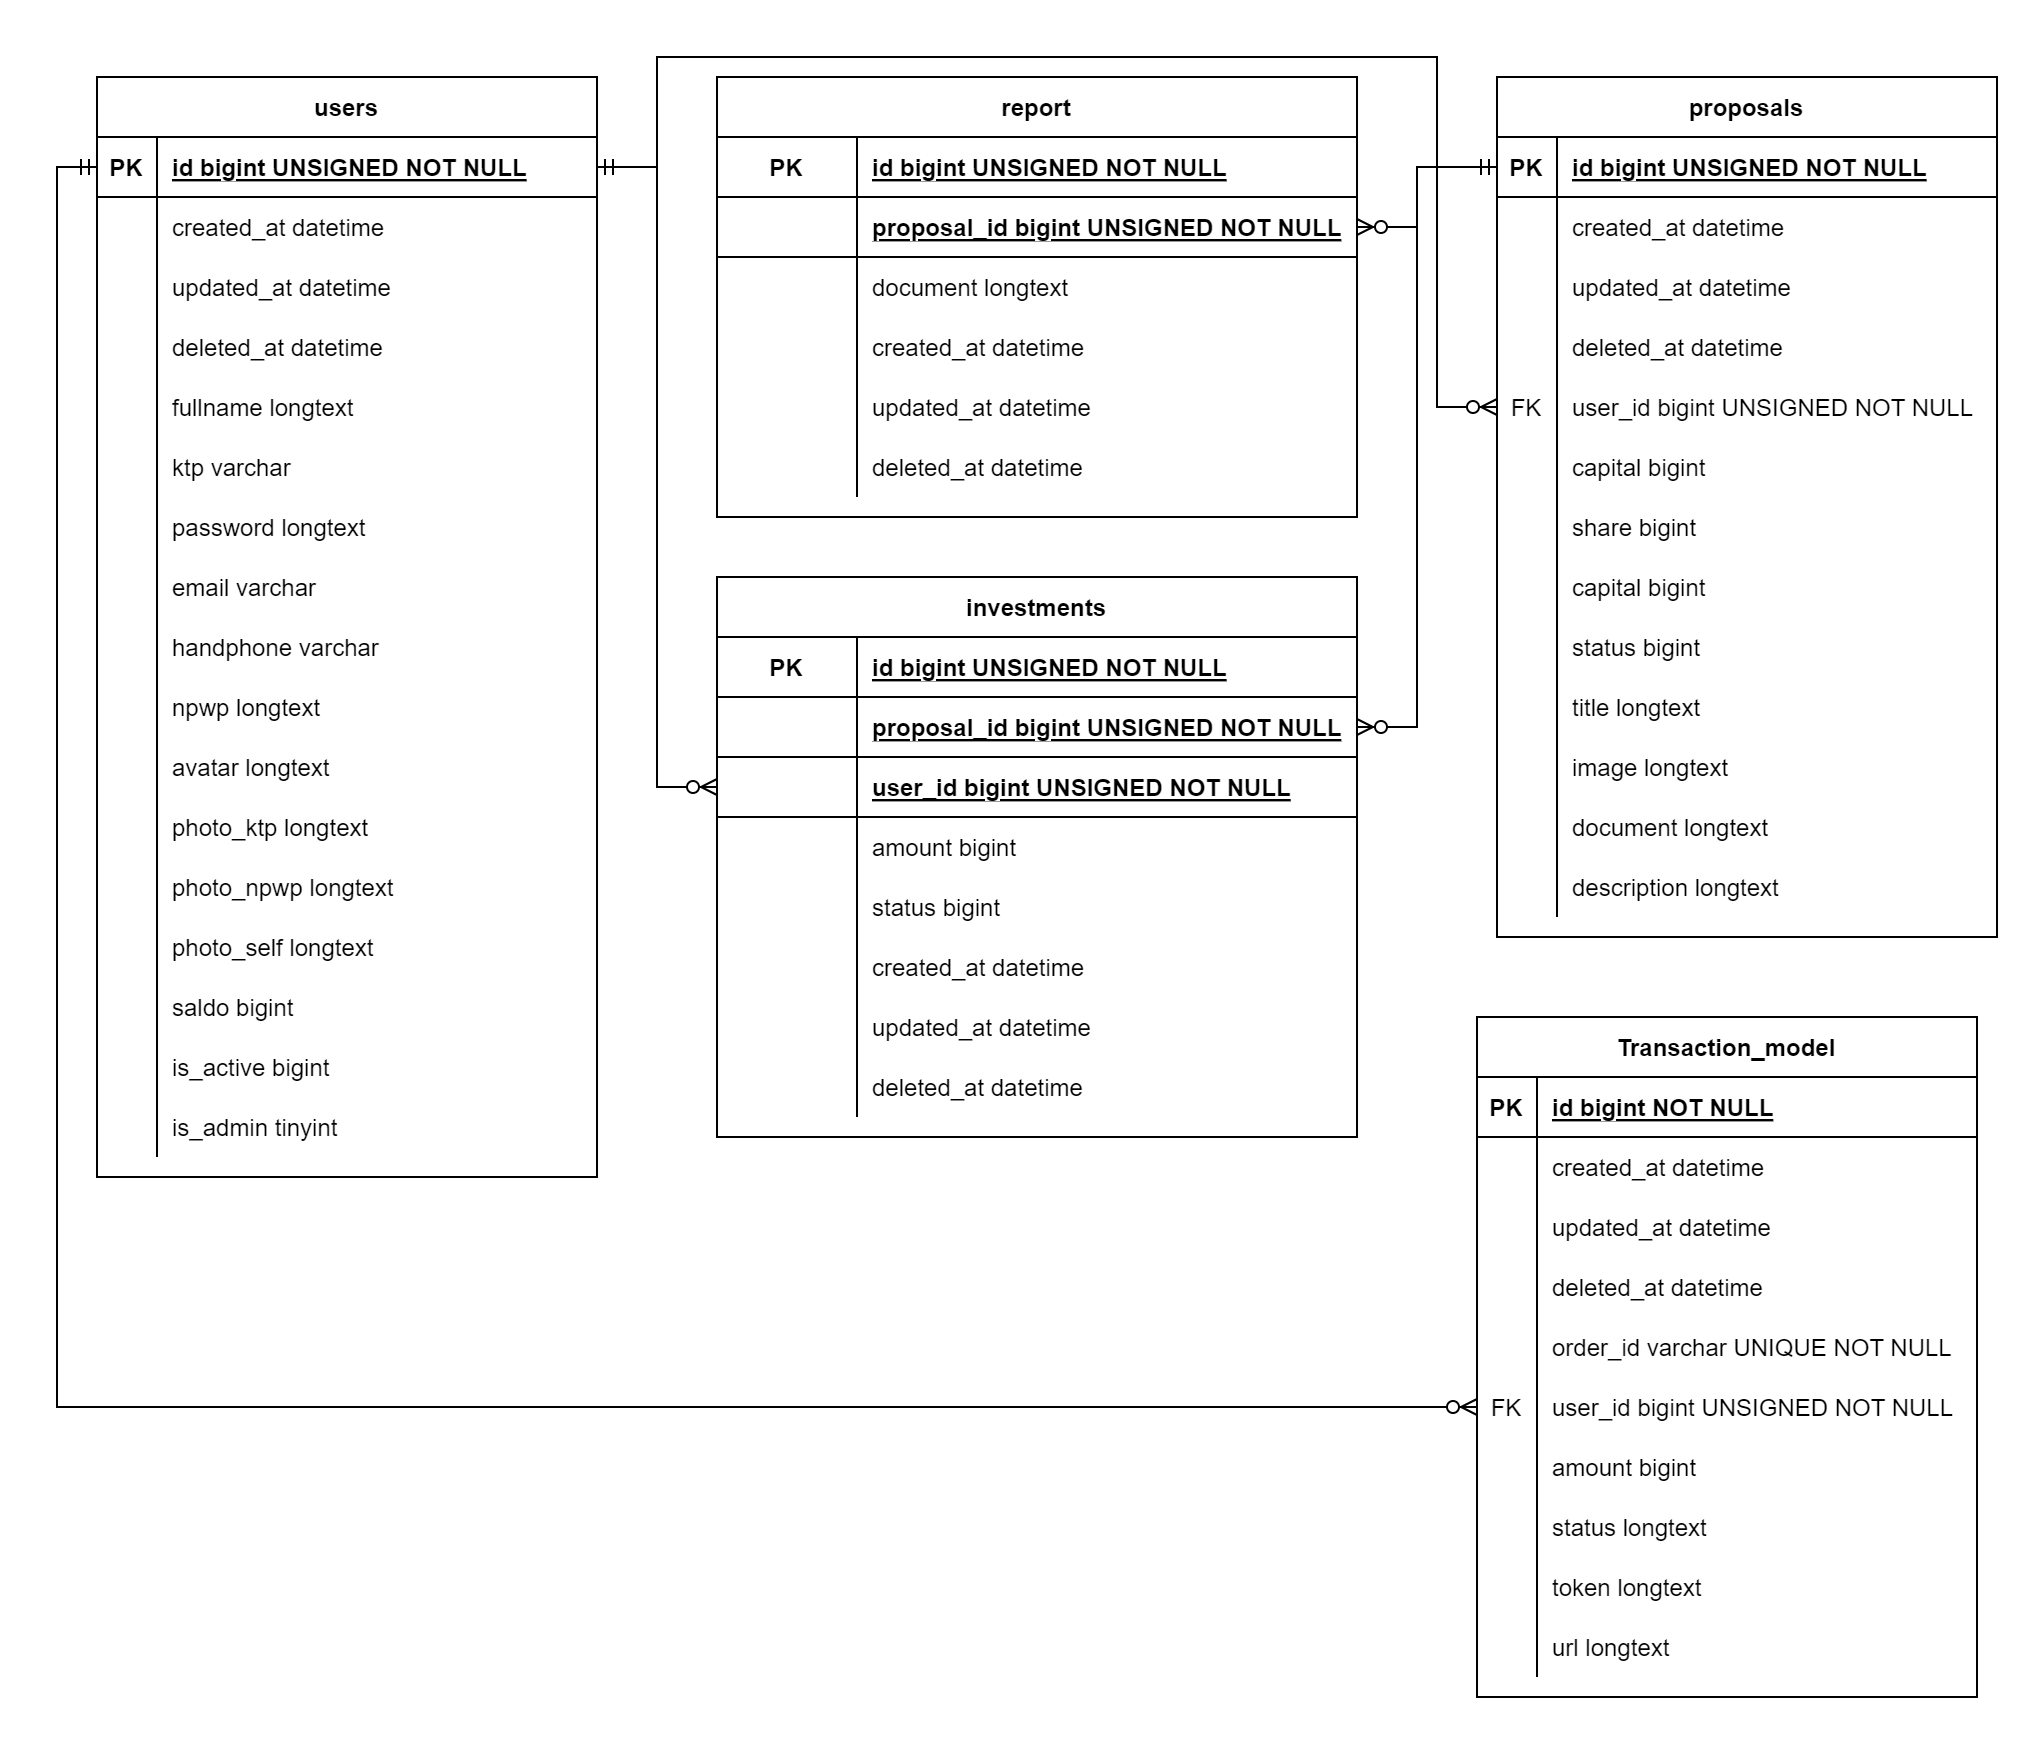 users
PK id bigint UNSIGNED NOT NULL
created_at datetime
updated_at datetime
deleted_at datetime
fullname longtext
ktp varchar
password longtext
email varchar
handphone varchar
npwp longtext
avatar longtext
photo_ktp longtext
photo_npwp longtext
photo_self longtext
saldo bigint
is_active bigint
is_admin tinyint
report
PK id bigint UNSIGNED NOT NULL
proposal_id bigint UNSIGNED NOT NULL
document longtext
created_at datetime
updated_at datetime
deleted_at datetime
investments
PK id bigint UNSIGNED NOT NULL
proposal_id bigint UNSIGNED NOT NULL
user_id bigint UNSIGNED NOT NULL
amount bigint
status bigint
created_at datetime
updated_at datetime
deleted_at datetime
proposals
PK id bigint UNSIGNED NOT NULL
created_at datetime
updated_at datetime
deleted_at datetime
FK user_id bigint UNSIGNED NOT NULL
capital bigint
share bigint
capital bigint
status bigint
title longtext
image longtext
document longtext
description longtext
Transaction_model
PK id bigint NOT NULL
created_at datetime
updated_at datetime
deleted_at datetime
order_id varchar UNIQUE NOT NULL
FK user_id bigint UNSIGNED NOT NULL
amount bigint
status longtext
token longtext
url longtext